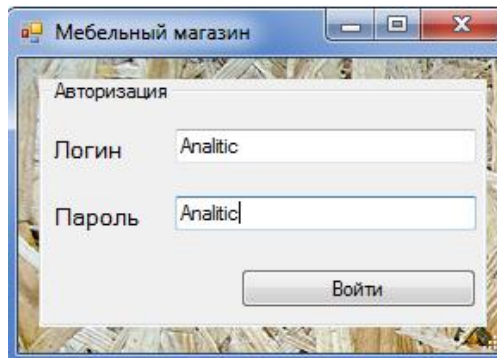 Мебельный магазин
Авторизация
Логин Analitic
Пароль Analitic
Войти